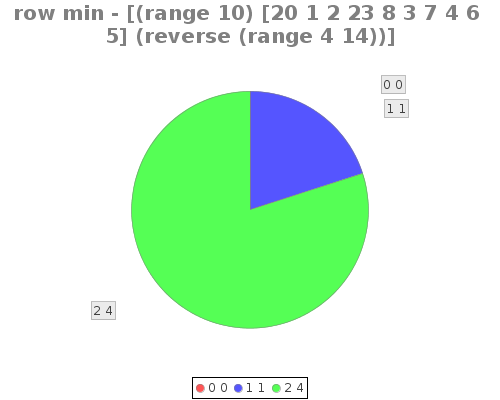 row min - [(range 10) [20 1 2 23 8 3 7 4 6
5] (reverse (range 4 14))]
0 0
1 1
2 4
0 0 1 1 2 4